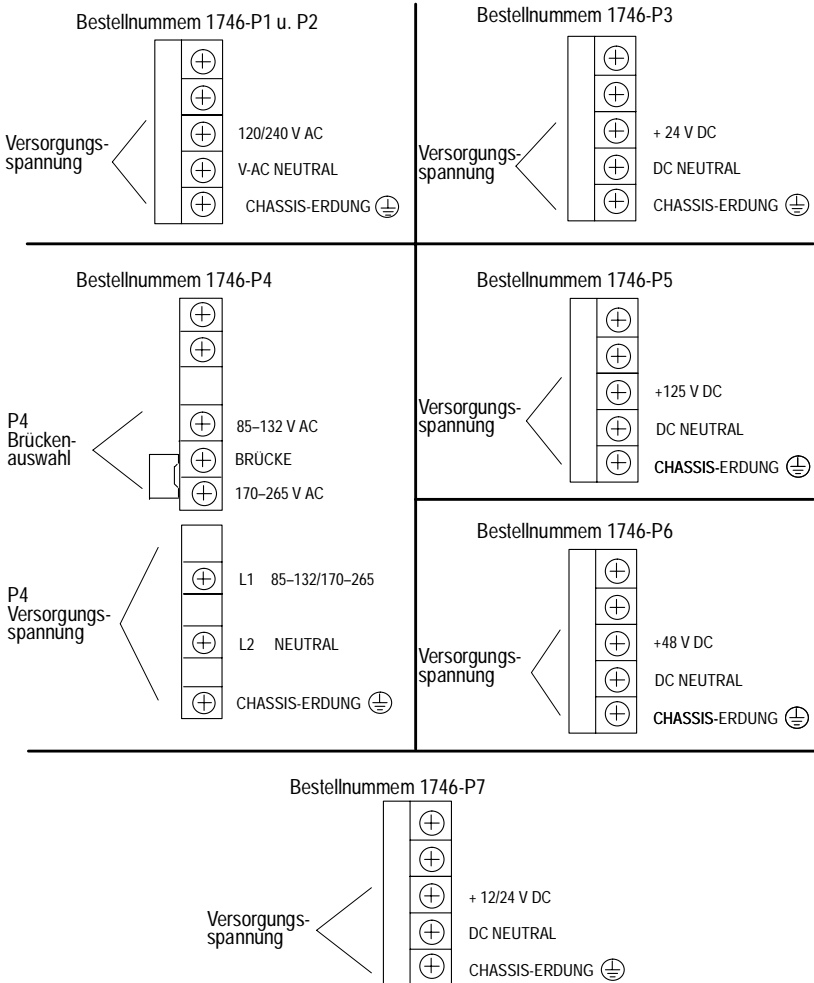 Bestellnummem 1746-P1 u. P2
Versorgungs-
spannung
120/240 V AC
V-AC NEUTRAL
CHASSIS-ERDUNG
Bestellnummem 1746-P3
Versorgungs-
spannung
+ 24 V DC
DC NEUTRAL
CHASSIS-ERDUNG
Bestellnummem 1746-P4
P4
Brücken-
auswahl
85–132 V AC
BRÜCKE
170–265 V AC
P4
Versorgungs-
spannung
L1 85–132/170–265
L2 NEUTRAL
CHASSIS-ERDUNG
Bestellnummem 1746-P5
Versorgungs-
spannung
+125 V DC
DC NEUTRAL
CHASSIS-ERDUNG
Bestellnummem 1746-P6
Versorgungs-
spannung
+48 V DC
DC NEUTRAL
CHASSIS-ERDUNG
Bestellnummem 1746-P7
Versorgungs-
spannung
+ 12/24 V DC
DC NEUTRAL
CHASSIS-ERDUNG